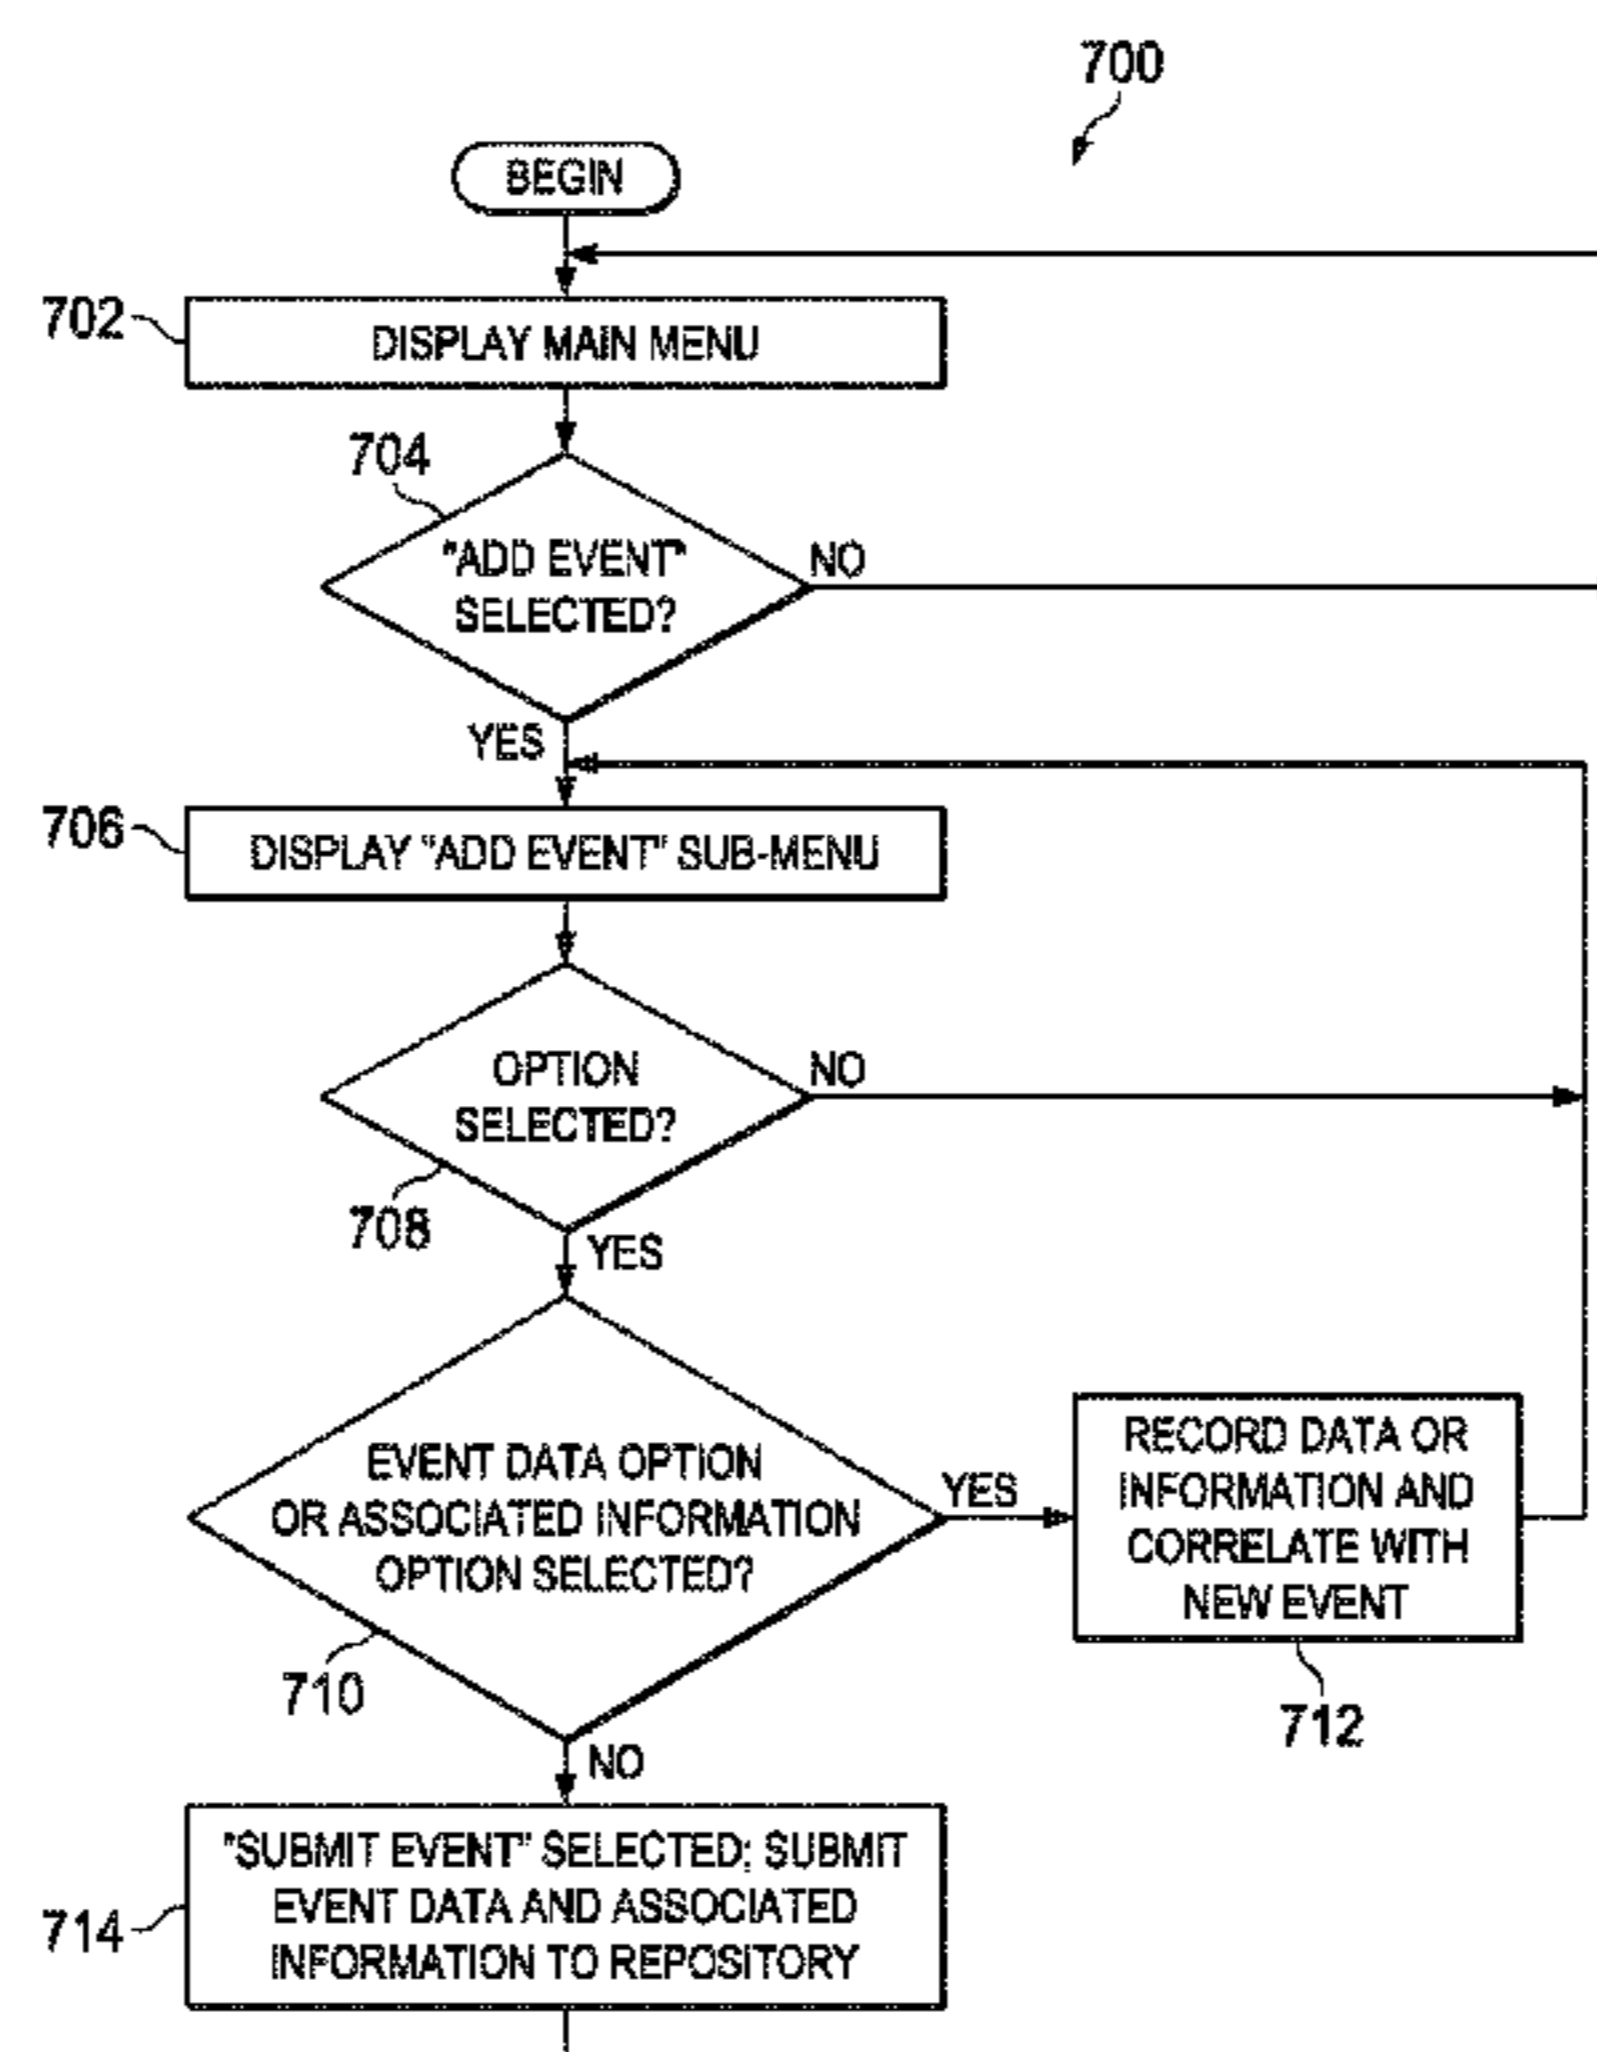 700
BEGIN
702
DISPLAY MAIN MENU
704
"ADD EVENT"
SELECTED?
NO
YES
706
DISPLAY "ADD EVENT" SUB-MENU
OPTION
SELECTED?
NO
708
YES
EVENT DATA OPTION
OR ASSOCIATED INFORMATION
OPTION SELECTED?
YES
RECORD DATA OR
INFORMATION AND
CORRELATE WITH
NEW EVENT
710
712
NO
"SUBMIT EVENT" SELECTED; SUBMIT
EVENT DATA AND ASSOCIATED
INFORMATION TO REPOSITORY
714